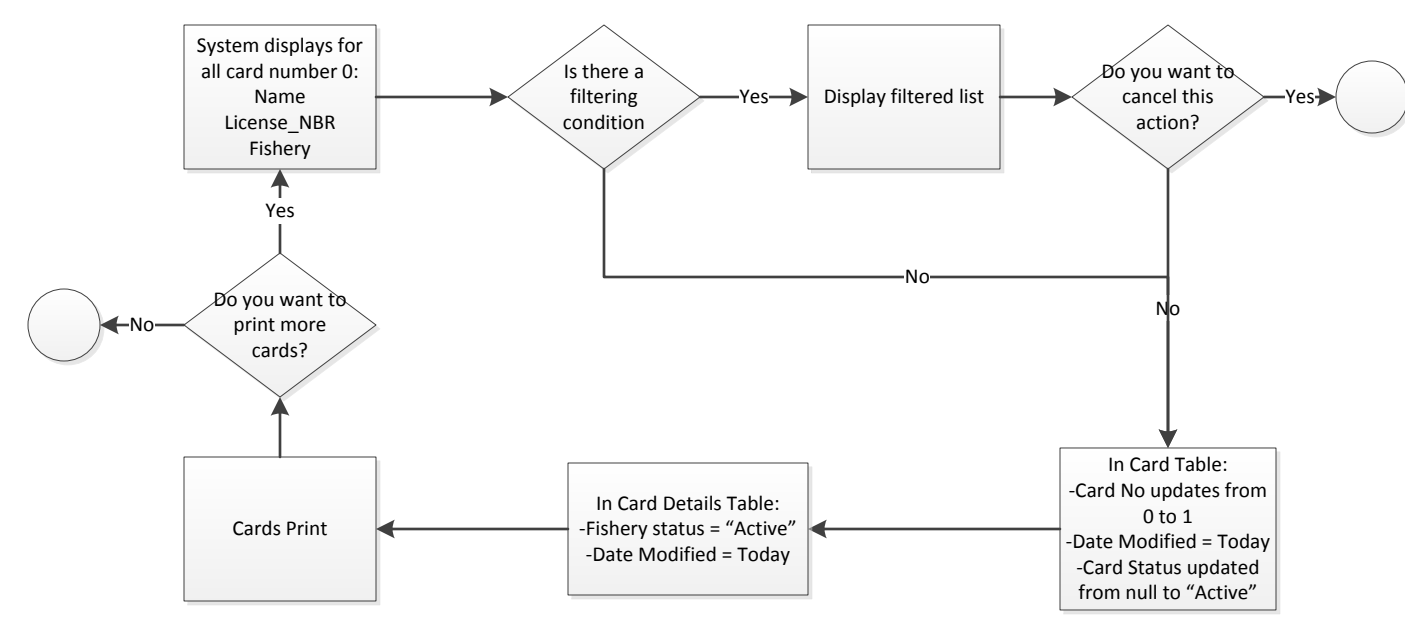 System displays for
all card number 0:
Name
License_NBR
Fishery
Is there a
filtering
condition
Yes
Display filtered list
Do you want to
cancel this
action?
Yes
Yes
No
No
Do you want to
print more
cards?
No
In Card Table:
-Card No updates from
0 to 1
-Date Modified = Today
-Card Status updated
from null to “Active”
In Card Details Table:
-Fishery status = “Active”
-Date Modified = Today
Cards Print